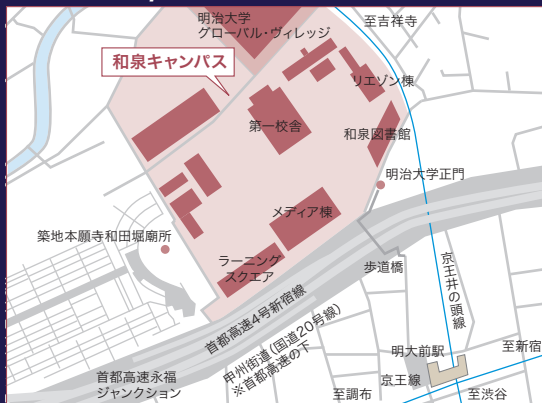 明治大学
グローバル・ヴィレッジ
至吉祥寺
和泉キャンパス
リエゾン棟
第一校舎
和泉図書館
明治大学正門
メディア棟
築地本願寺和田堀廟所
ラーニング
スクエア
歩道橋
京王井の頭線
首都高速4号新宿線
甲州街道(国道20号線)
※首都高速の下
明大前駅
至新宿
首都高速永福
ジャンクション
京王線
至調布
至渋谷